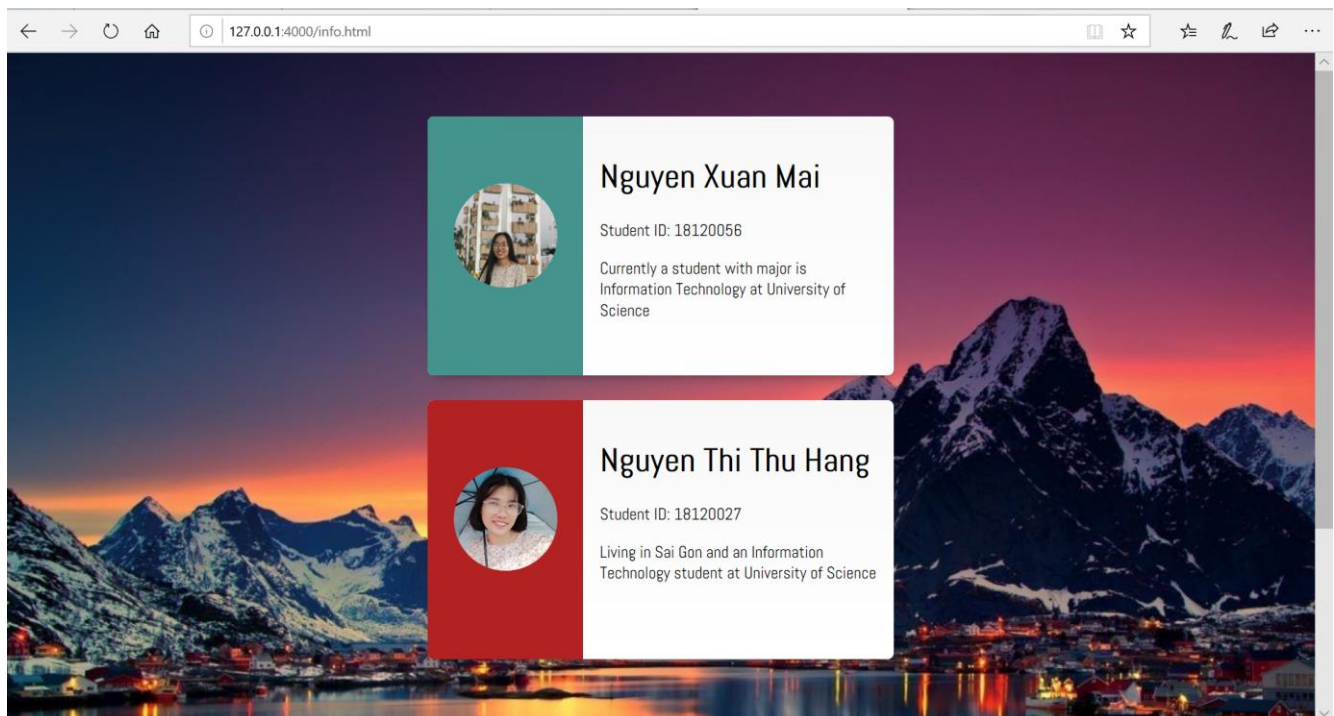 127.0.0.1:4000/info.html
Nguyen Xuan Mai
Student ID: 18120056
Currently a student with major is
Information Technology at University of
Science
Nguyen Thi Thu Hang
Student ID: 18120027
Living in Sai Gon and an Information
Technology student at University of Science